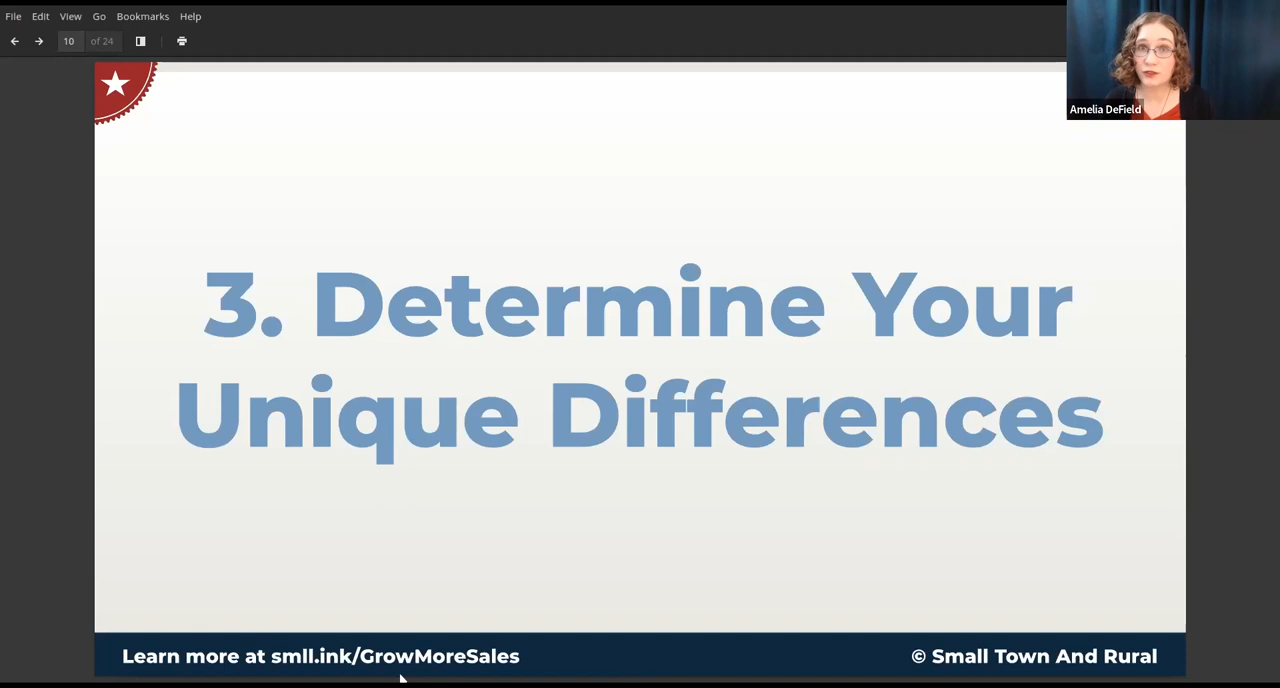 File Edit View Go Bookmarks Help
10 of 24
Amelia DeField
3. Determine Your
Unique Differences
Learn more at smll.ink/GrowMoreSales
© Small Town And Rural